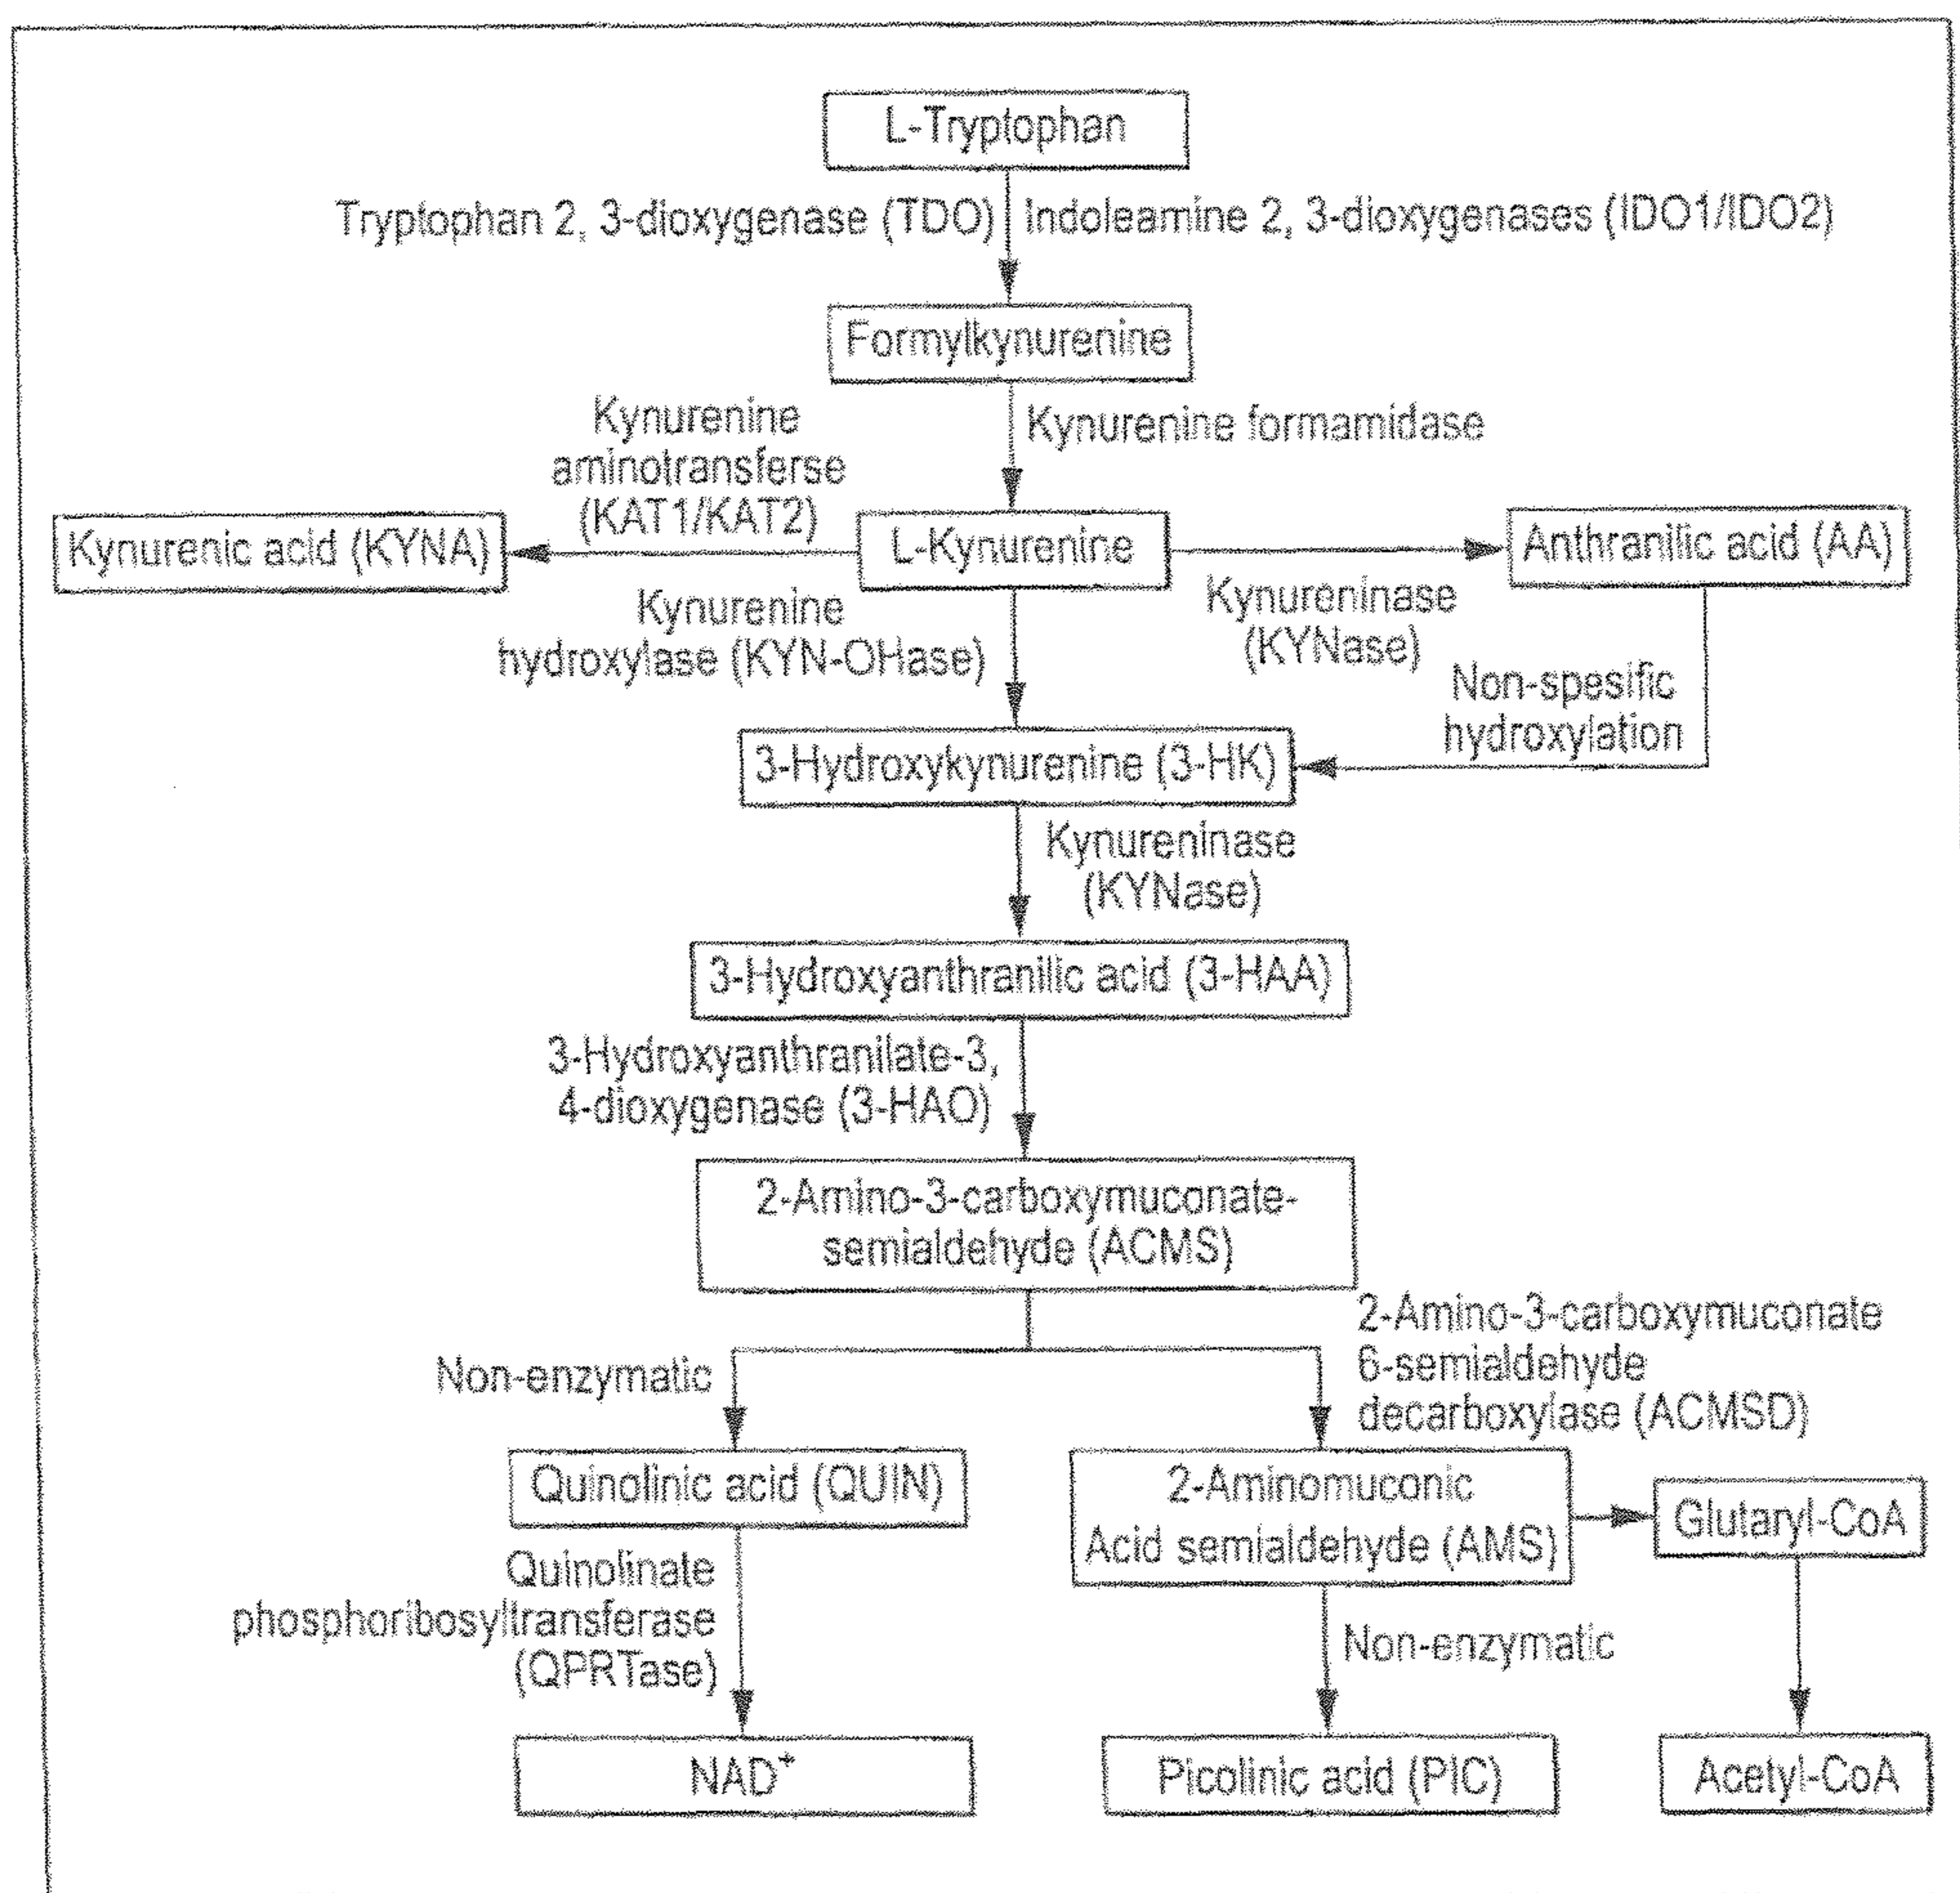 L-Tryptophan
Tryptophan 2, 3-dioxygenase (TDO)
Indoleamine 2, 3-dioxygenases (IDO1/IDO2)
Formylkynurenine
Kynurenine
aminotransferse
(KAT1/KAT2)
Kynurenine formamidase
Kynurenic acid (KYNA)
L-Kynurenine
Anthranilic acid (AA)
Kynurenine
hydroxylase (KYN-OHase)
Kynureninase
(KYNase)
Non-spesific
hydroxylation
3-Hydroxykynurenine (3-HK)
Kynureninase
(KYNase)
3-Hydroxyanthranilic acid (3-HAA)
3-Hydroxyanthranilate-3,
4-dioxygenase (3-HAO)
2-Amino-3-carboxymuconate-
semialdehyde (ACMS)
Non-enzymatic
2-Amino-3-carboxymuconate
6-semialdehyde
decarboxylase (ACMSD)
Quinolinic acid (QUIN)
2-Aminomuconic
Acid semialdehyde (AMS)
Glutaryl-CoA
Quinolinate
phosphoribosyltransferase
(QPRTase)
Non-enzymatic
NAD⁺
Picolinic acid (PIC)
Acetyl-CoA